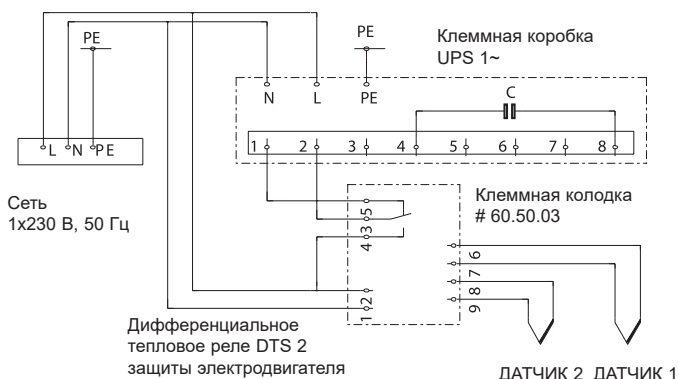 PE
PE
Клеммная коробка
UPS 1~
C
N L PE
L N PE
1 2 3 4 5 6 7 8
Сеть
1x230 В, 50 Гц
Клеммная колодка
# 60.50.03
5
3
4
6
7
8
9
2
1
Дифференциальное
тепловое реле DTS 2
защиты электродвигателя
ДАТЧИК 2 ДАТЧИК 1